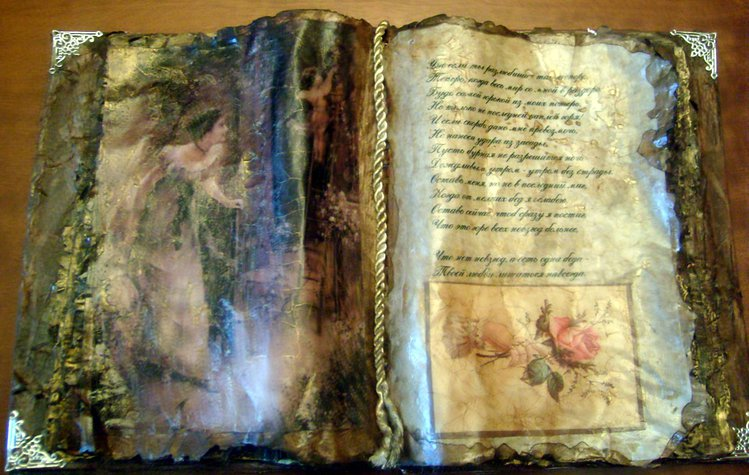 Уж если ты разлюбишь так теперь,
Теперь, когда весь мир со мной в раздоре.
Будь самой горькой из моих потерь,
Но только не последней каплей горя!
И если скорбь дано мне превозмочь,
Не наноси удара из засады.
Пусть бурная не разрешится ночь
Дождливым утром - утром без отрады.
Оставь меня, но не в последний миг,
Когда от мелких бед я ослабею.
Оставь сейчас, чтоб сразу я постиг,
Что это горе всех невзгод больнее,
Что нет невзгод, а есть одна беда -
Твоей любви лишиться навсегда.